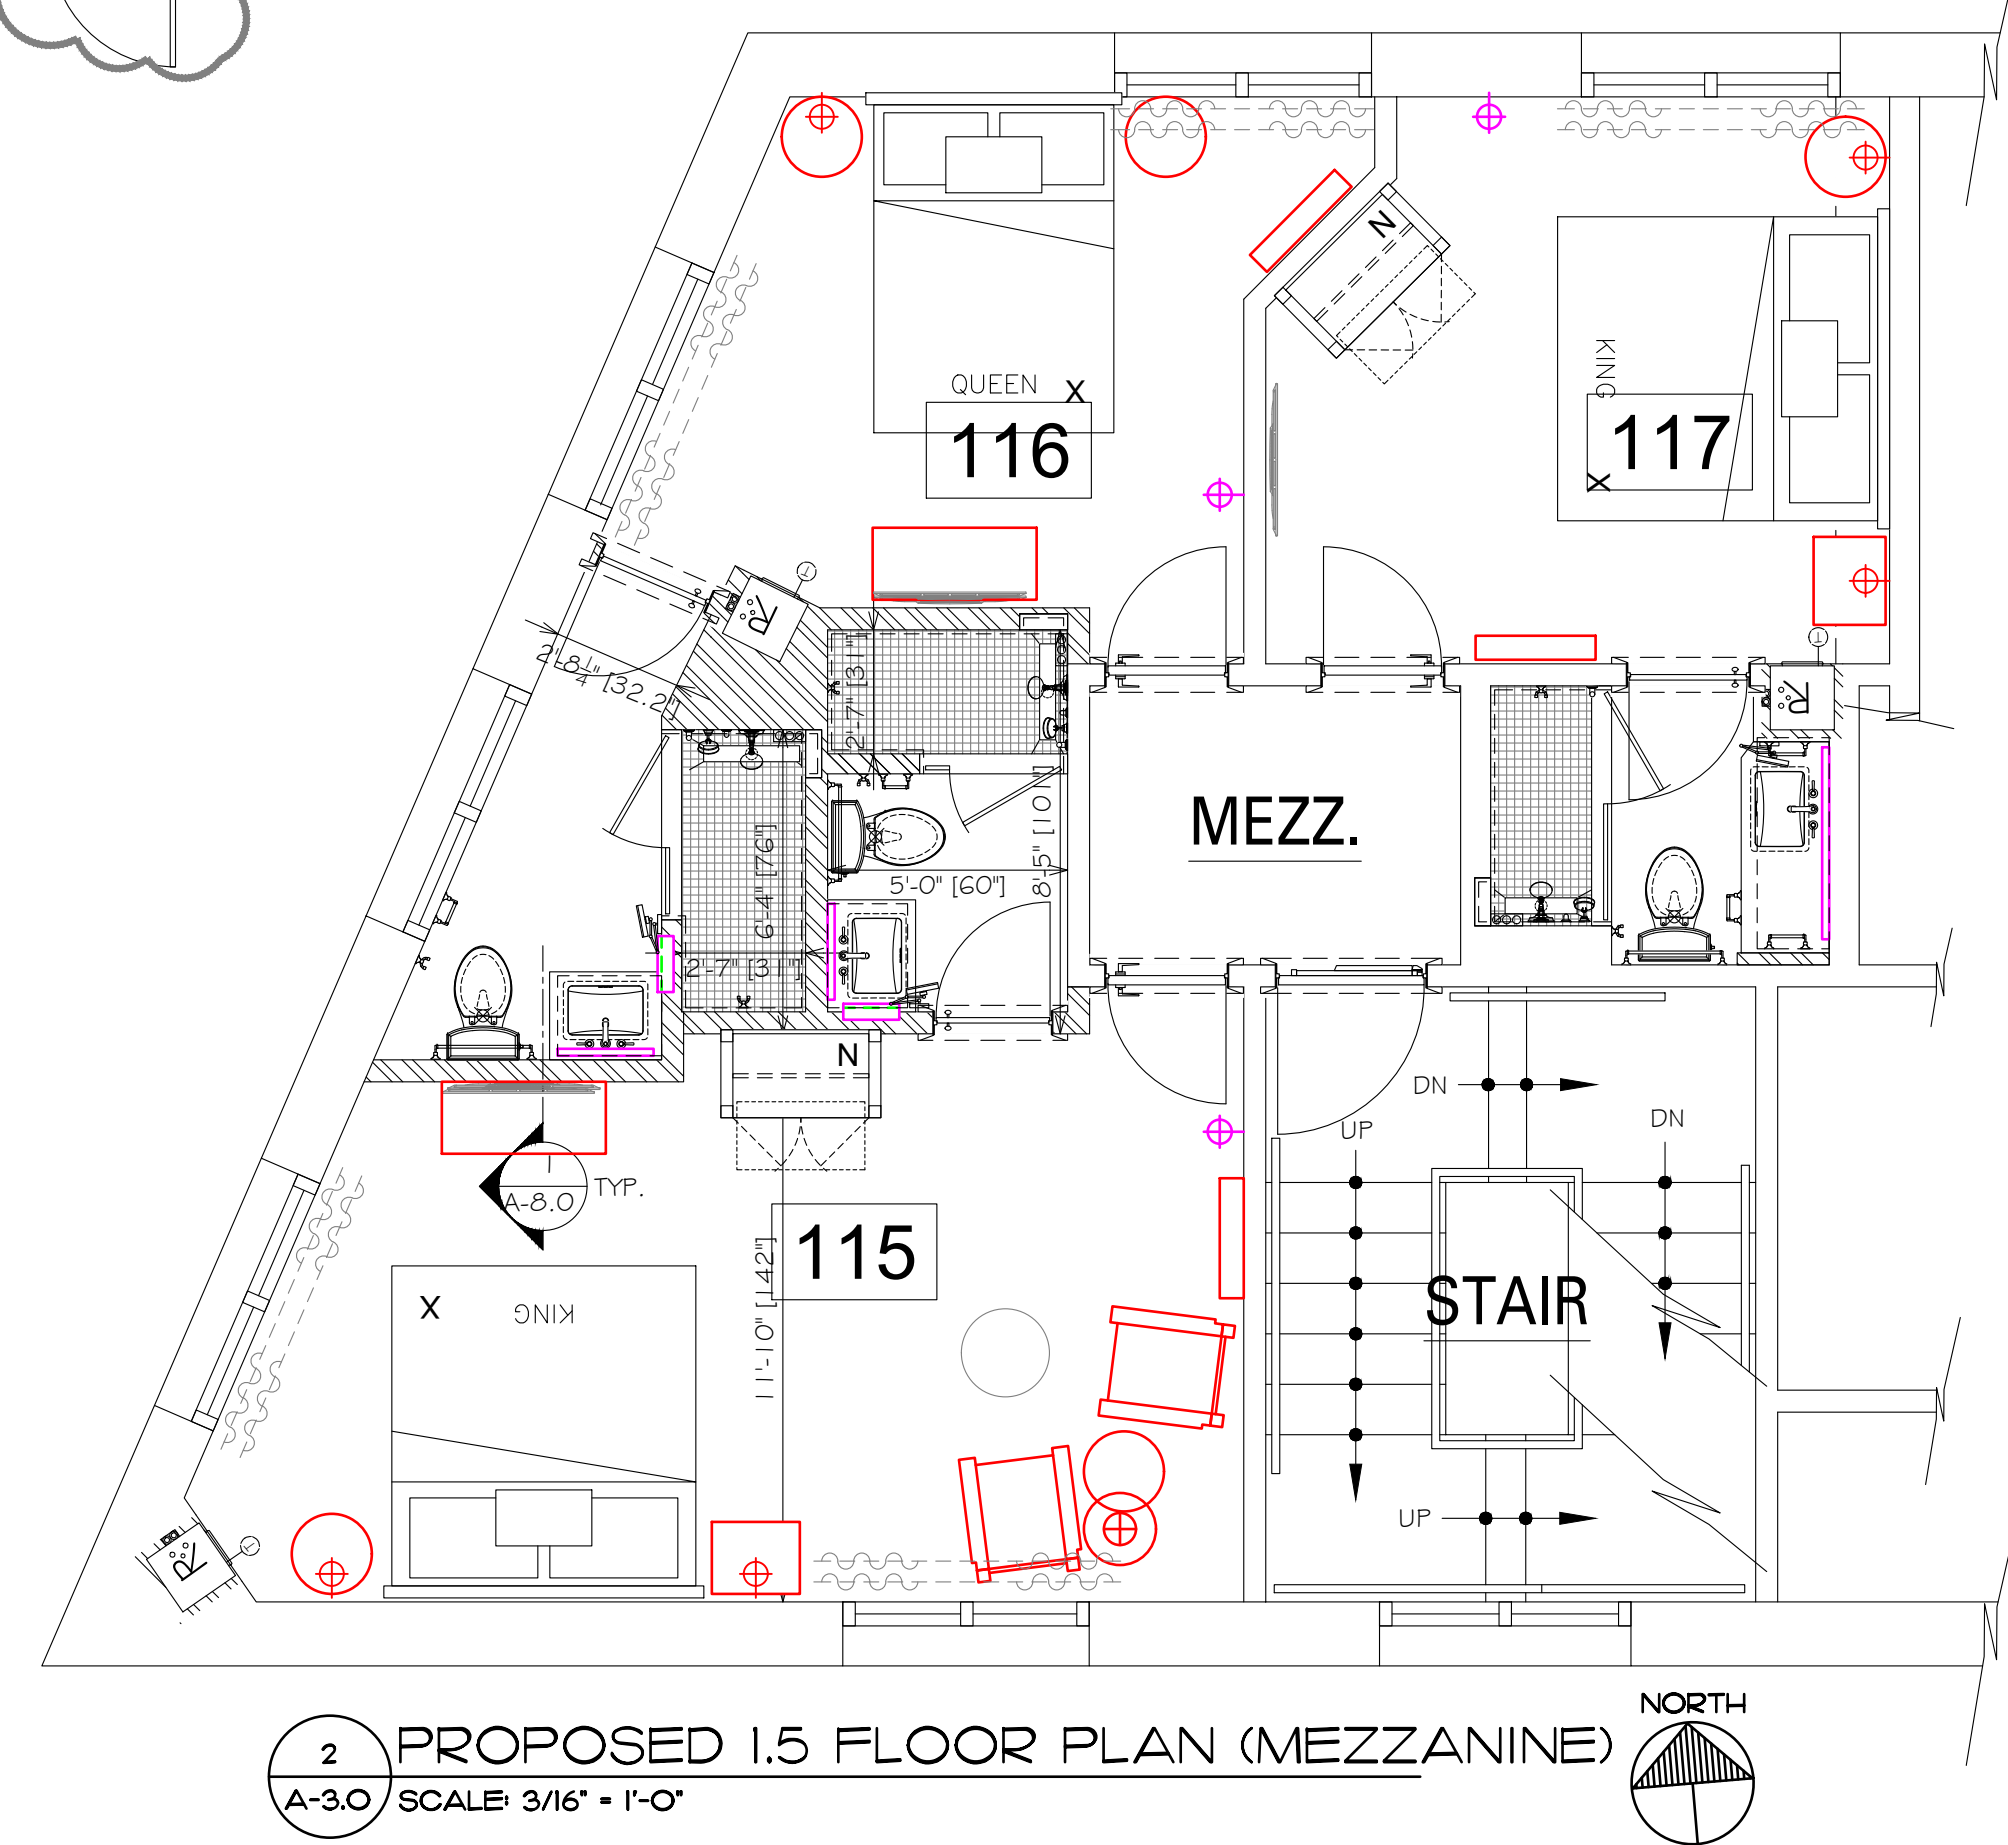 N
QUEEN
X
116
KING
117
X
2'-8¼" [32.2"]
R
2'-7" [31"]
R
MEZZ.
6'-4" [76"]
8'-5" [101"]
5'-0" [60"]
2'-7" [31"]
N
DN
UP
DN
1
A-8.0
TYP.
115
11'-10" [142"]
X
KING
STAIR
UP
R
NORTH
2
PROPOSED 1.5 FLOOR PLAN (MEZZANINE)
A-3.0
SCALE: 3/16" = 1'-0"